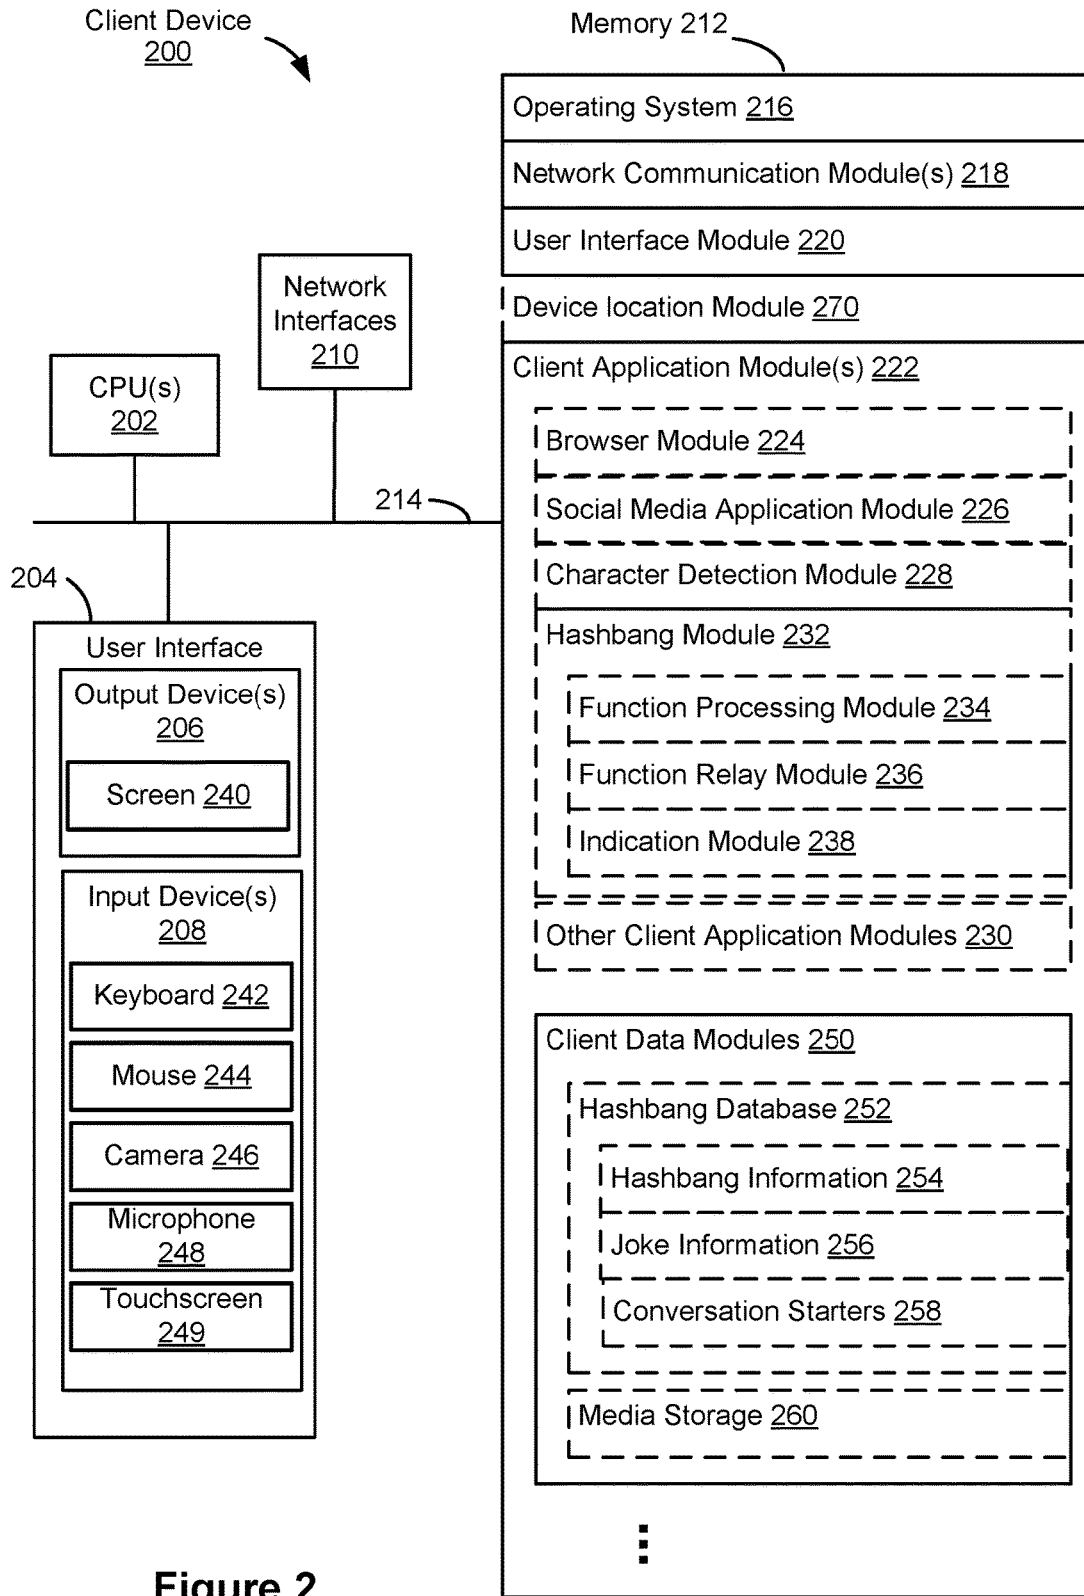 Client Device
200
Memory 212
Operating System 216
Network Communication Module(s) 218
User Interface Module 220
Device location Module 270
Client Application Module(s) 222
Browser Module 224
Social Media Application Module 226
Character Detection Module 228
Hashbang Module 232
Function Processing Module 234
Function Relay Module 236
Indication Module 238
Other Client Application Modules 230
Client Data Modules 250
Hashbang Database 252
Hashbang Information 254
Joke Information 256
Conversation Starters 258
Media Storage 260
Network
Interfaces
210
CPU(s)
202
214
204
User Interface
Output Device(s)
206
Screen 240
Input Device(s)
208
Keyboard 242
Mouse 244
Camera 246
Microphone
248
Touchscreen
249
Figure 2